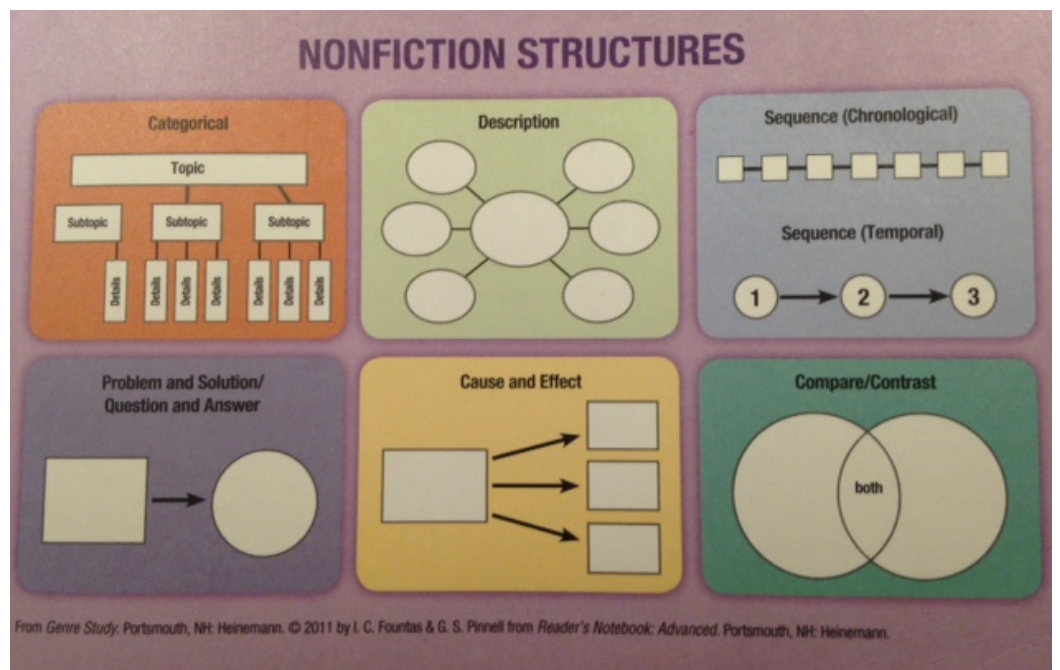 NONFICTION STRUCTURES
Categorical
Topic
Subtopic Subtopic Subtopic
Details Details Details Details Details Details Details
Description
Sequence (Chronological)
Sequence (Temporal)
1 2 3
Problem and Solution/
Question and Answer
Cause and Effect
Compare/Contrast
both
From Genre Study. Portsmouth, NH: Heinemann. © 2011 by I. C. Fountas & G. S. Pinnell from Reader's Notebook: Advanced. Portsmouth, NH: Heinemann.